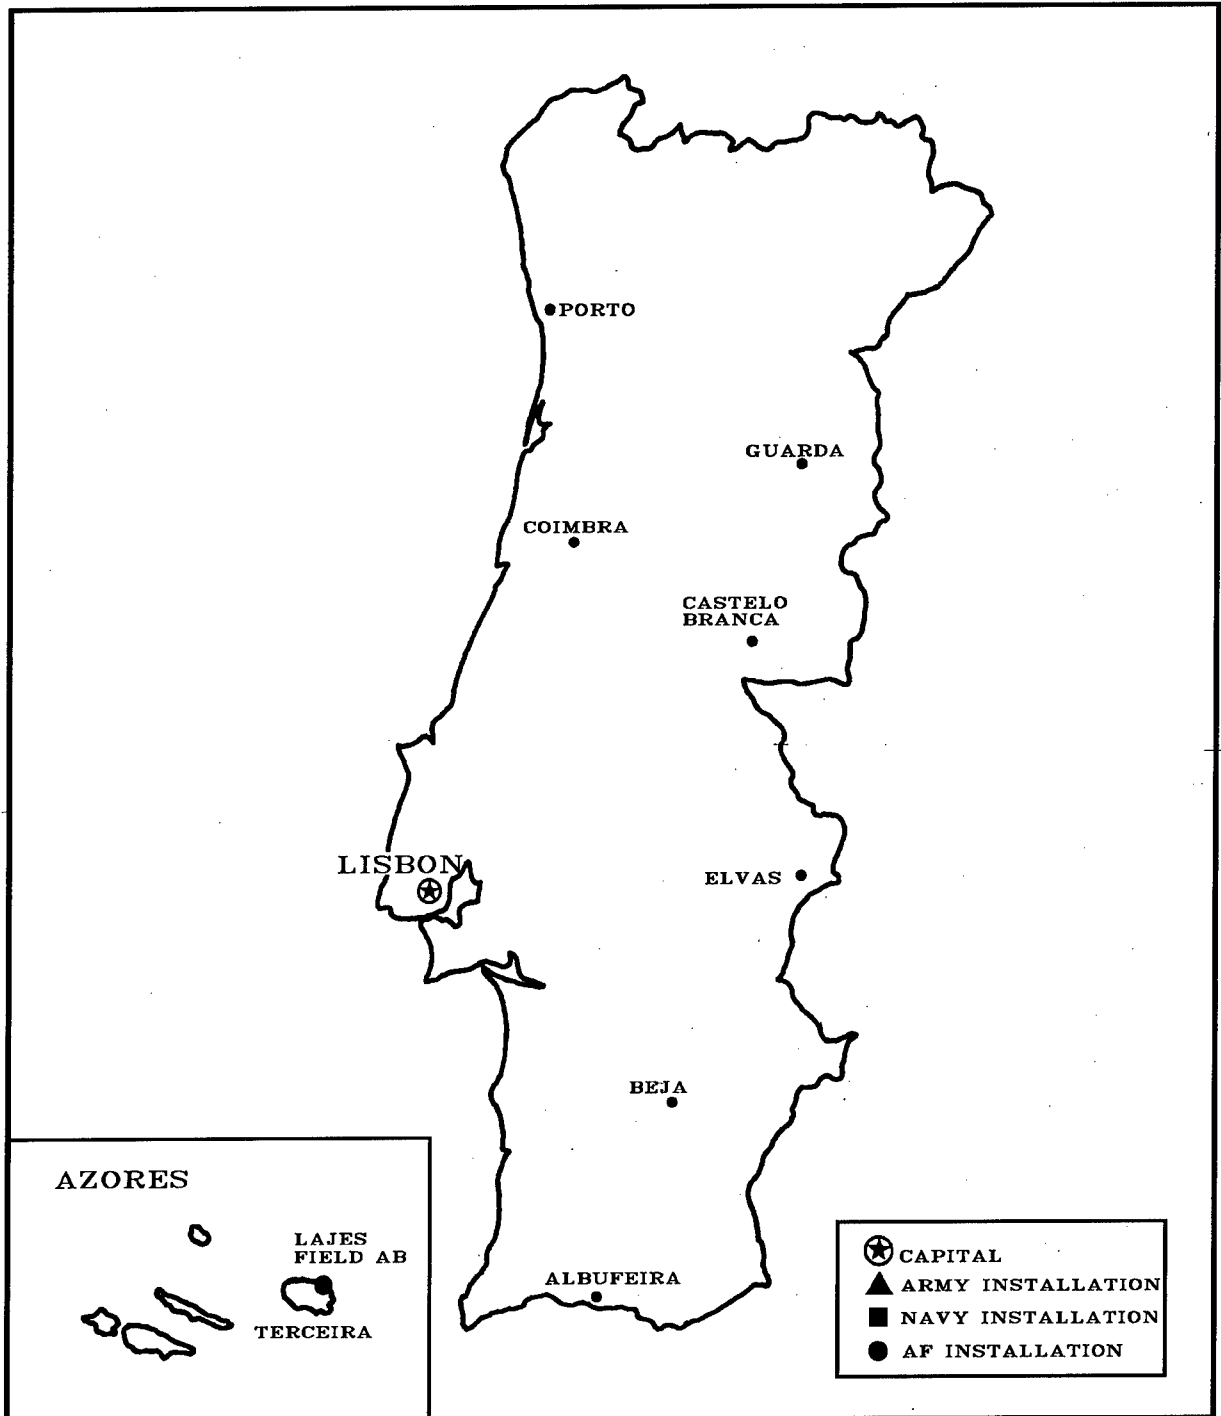 PORTO
GUARDA
COIMBRA
CASTELO
BRANCA
LISBON
ELVAS
BEJA
AZORES
LAJES
FIELD AB
TERCEIRA
ALBUFEIRA
CAPITAL
ARMY INSTALLATION
NAVY INSTALLATION
AF INSTALLATION